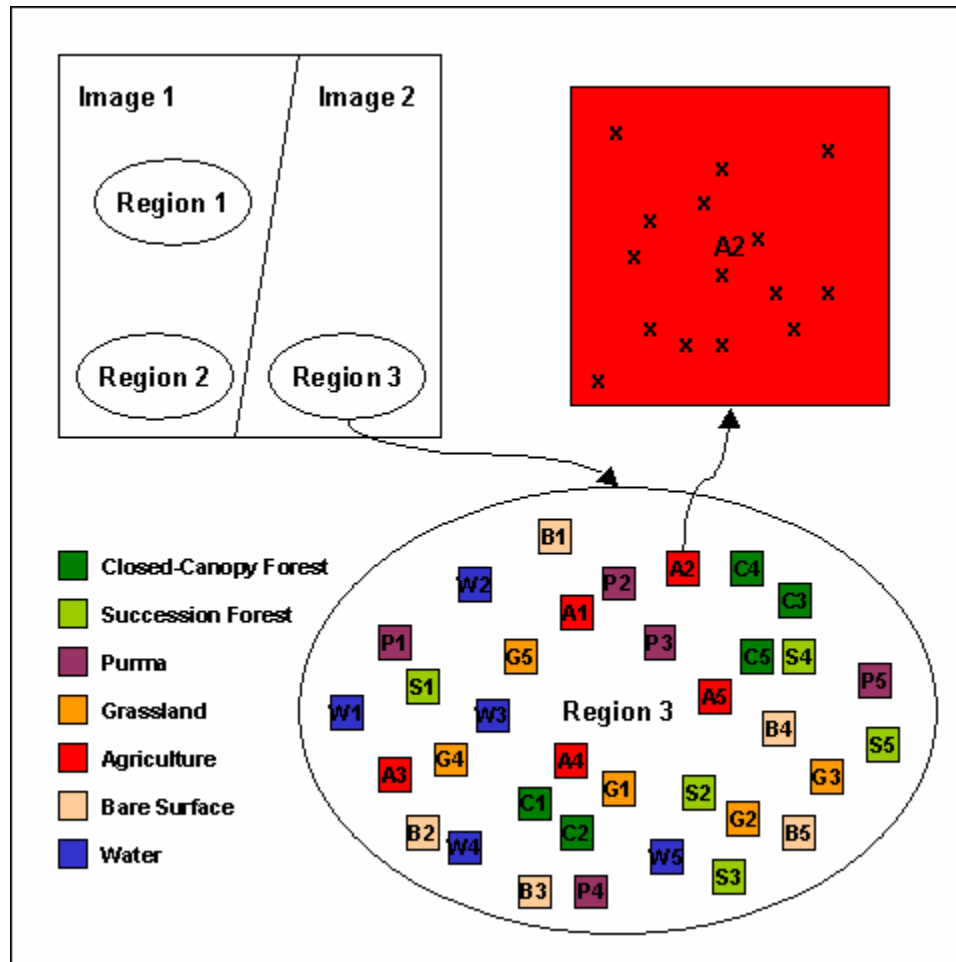 Image 1
Image 2
Region 1
Region 2
Region 3
x
x
x
x
x
A2
x
x
x
x
x
x
x
x
x
x
Closed-Canopy Forest
Succession Forest
Purma
Grassland
Agriculture
Bare Surface
Water
B1
W2
P2
A2
C4
A1
C3
P1
G5
P3
C5
S4
S1
P5
W1
W3
Region 3
A5
B4
S5
G4
A3
A4
G1
S2
G3
C1
G2
B2
W4
C2
W5
B5
S3
B3
P4